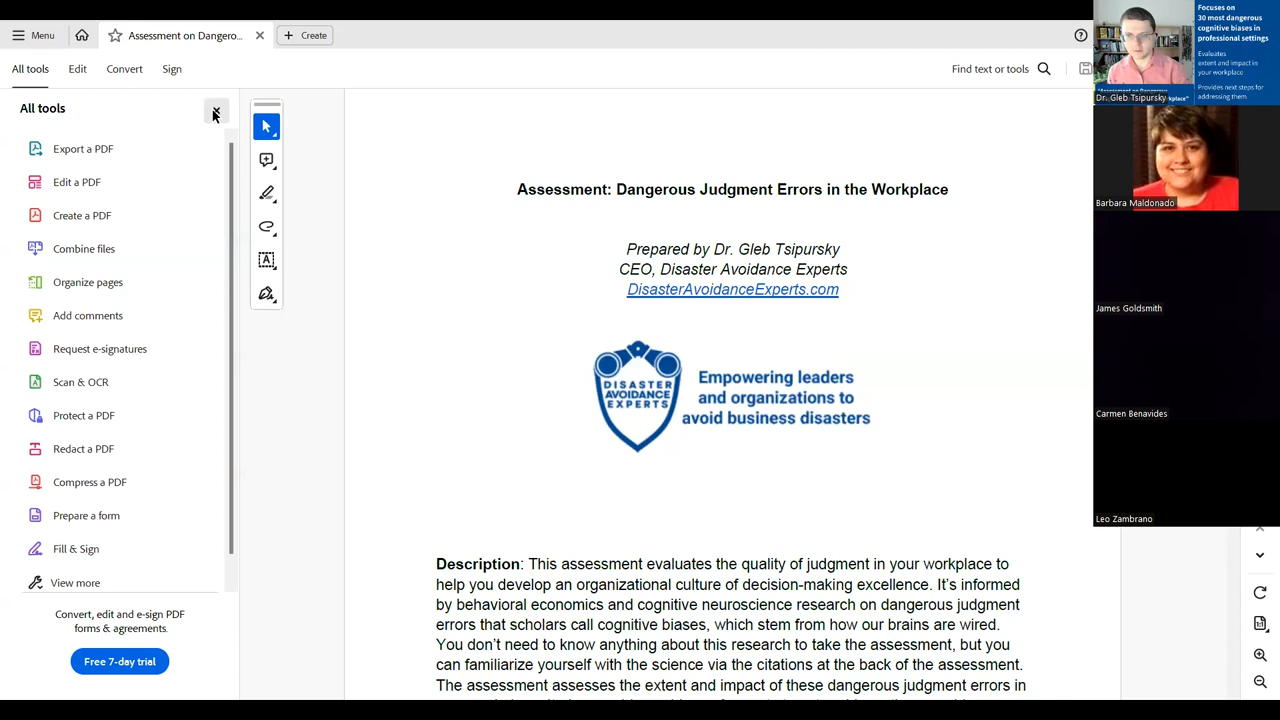 Menu
Assessment on Dangero...
Create
All tools
Edit
Convert
Sign
Find text or tools
All tools
Export a PDF
Edit a PDF
Create a PDF
Combine files
Organize pages
Add comments
Request e-signatures
Scan & OCR
Protect a PDF
Redact a PDF
Compress a PDF
Prepare a form
Fill & Sign
View more
Convert, edit and e-sign PDF
forms & agreements.
Free 7-day trial
Assessment: Dangerous Judgment Errors in the Workplace
Prepared by Dr. Gleb Tsipursky
CEO, Disaster Avoidance Experts
DisasterAvoidanceExperts.com
DISASTER
AVOIDANCE
EXPERTS
Empowering leaders
and organizations to
avoid business disasters
Description: This assessment evaluates the quality of judgment in your workplace to
help you develop an organizational culture of decision-making excellence. It’s informed
by behavioral economics and cognitive neuroscience research on dangerous judgment
errors that scholars call cognitive biases, which stem from how our brains are wired.
You don’t need to know anything about this research to take the assessment, but you
can familiarize yourself with the science via the citations at the back of the assessment.
The assessment assesses the extent and impact of these dangerous judgment errors in
Focuses on
30 most dangerous
cognitive biases in
professional settings
Evaluates
extent and impact in
your workplace
Provides next steps for
addressing them
Dr. Gleb Tsipursky
Barbara Maldonado
James Goldsmith
Carmen Benavides
Leo Zambrano